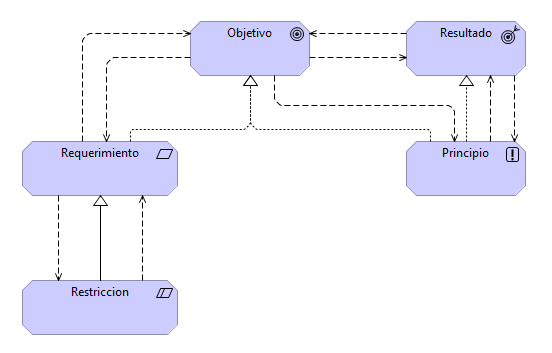 Objetivo
Resultado
Requerimiento
Principio
Restriccion